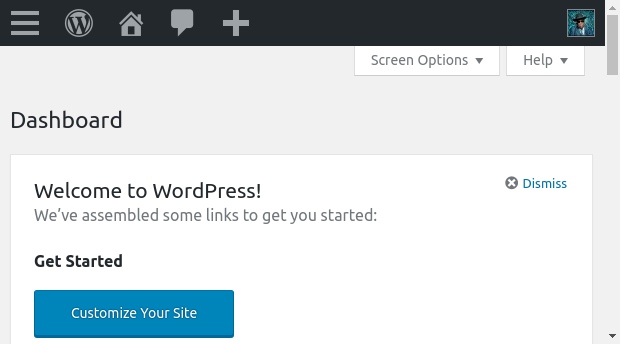 Screen Options
Help
Dashboard
Welcome to WordPress!
Dismiss
We've assembled some links to get you started:
Get Started
Customize Your Site